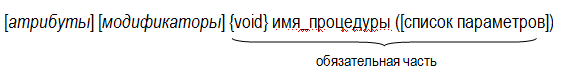 [атрибуты] [модификаторы] {void} имя_процедуры ([список параметров])
обязательная часть